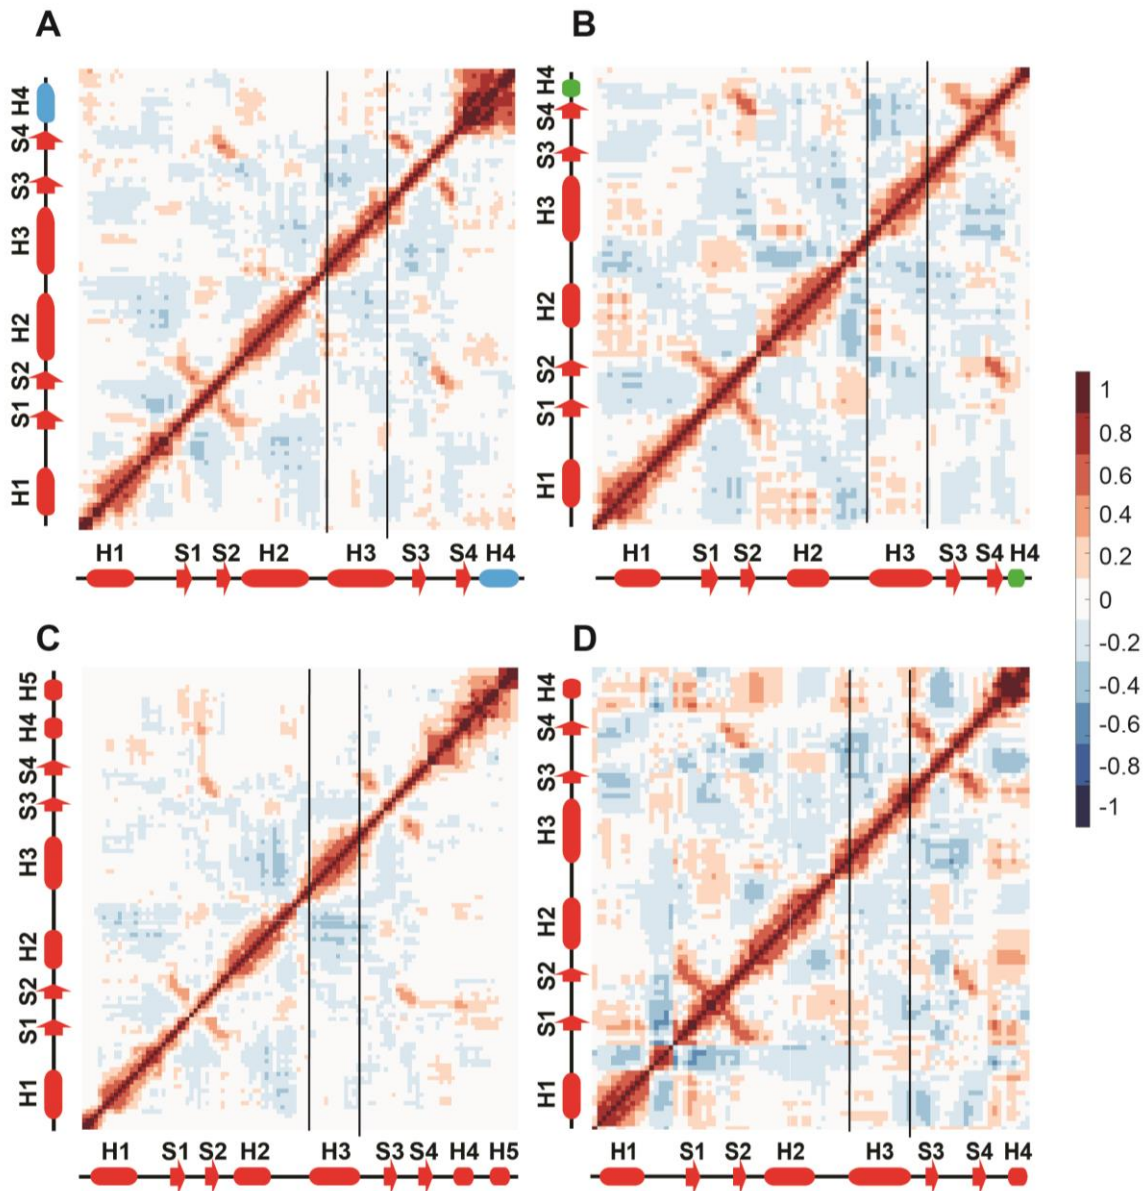 A
B
H4
S4
S3
H3
H2
S2
S1
H1
H4
S4
S3
H3
H2
S2
S1
H1
H1 S1 S2 H2 H3 S3 S4 H4
H1 S1 S2 H2 H3 S3 S4 H4
C
D
H5
H4
S4
S3
H3
H2
S2
S1
H1
H4
S4
S3
H3
H2
S2
S1
H1
H1 S1 S2 H2 H3 S3 S4 H4 H5
H1 S1 S2 H2 H3 S3 S4 H4
1
0.8
0.6
0.4
0.2
0
-0.2
-0.4
-0.6
-0.8
-1